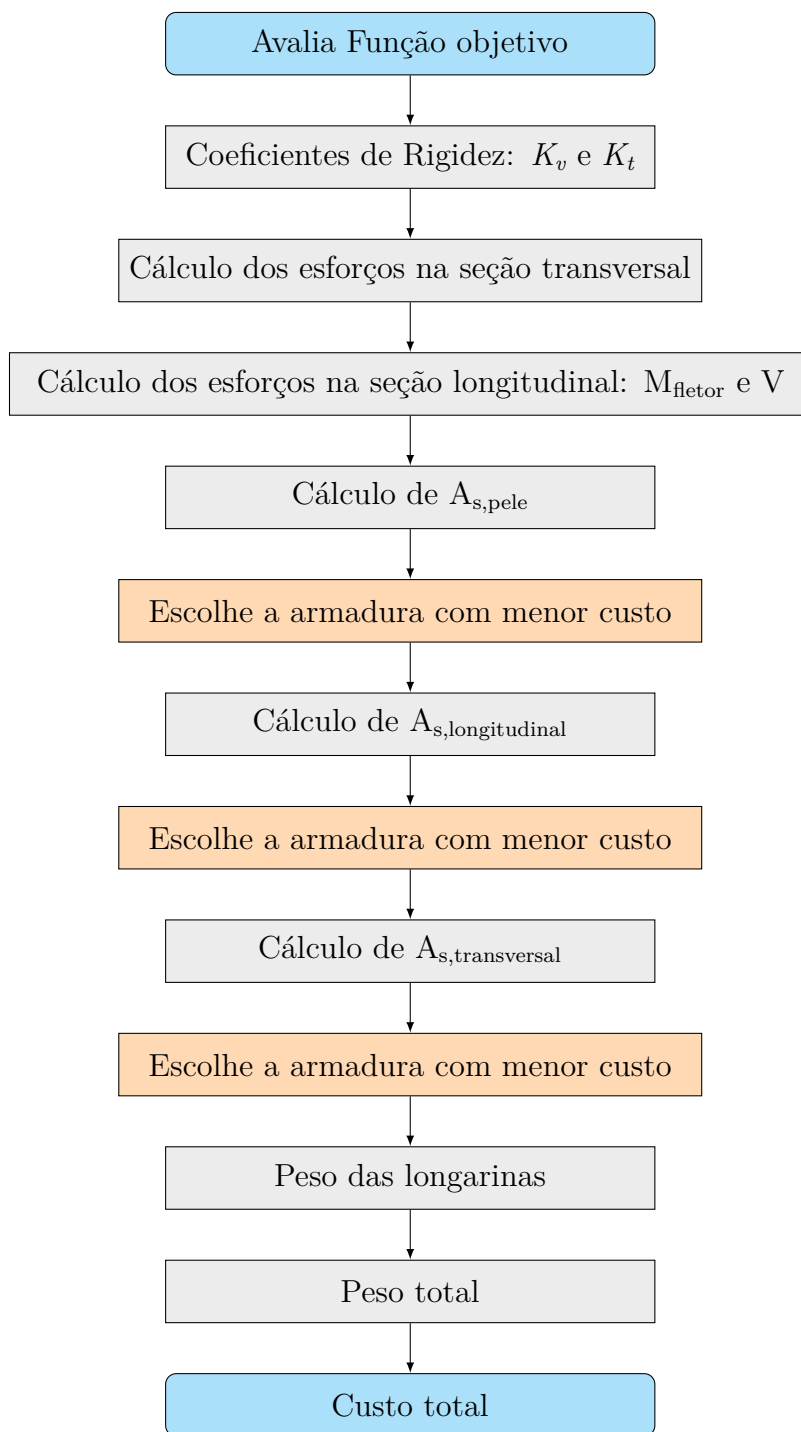 Avalia Função objetivo
Coeficientes de Rigidez: K_v e K_t
Cálculo dos esforços na seção transversal
Cálculo dos esforços na seção longitudinal: M_fletor e V
Cálculo de A_s,pele
Escolhe a armadura com menor custo
Cálculo de A_s,longitudinal
Escolhe a armadura com menor custo
Cálculo de A_s,transversal
Escolhe a armadura com menor custo
Peso das longarinas
Peso total
Custo total